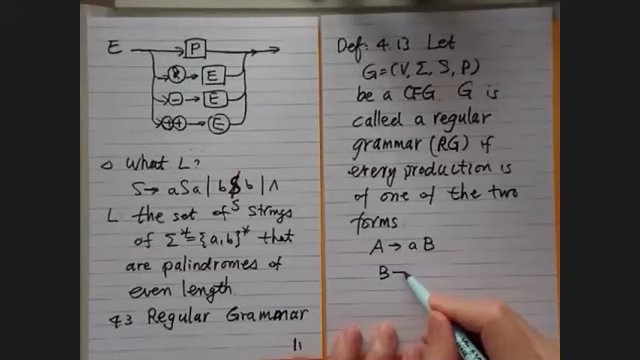 E → P
& → E
- → E
++ → E
△ What L?
S → aSa | bSb | Λ
L the set of strings
of Σ* = {a,b}* that
are palindromes of
even length
4.3 Regular Grammar
11
Def: 4.13 Let
G=(V, Σ, S, P)
be a CFG. G is
called a regular
grammar (RG) if
every production is
of one of the two
forms
A → aB
B →